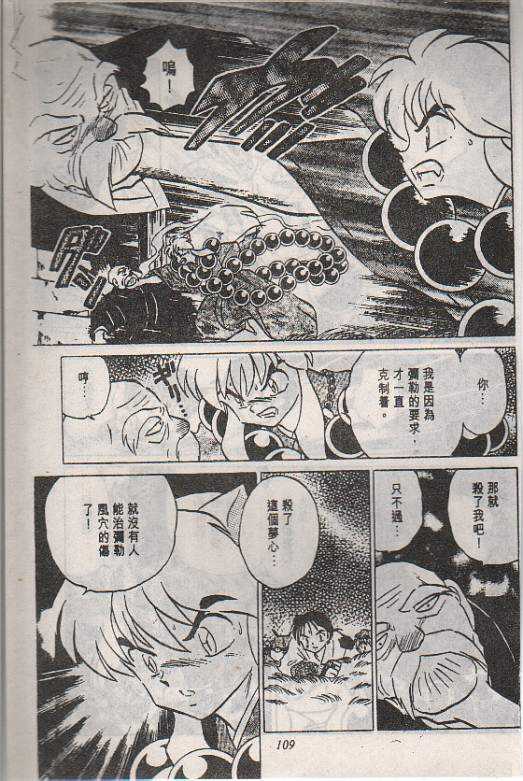 嗚！
你⋯
我是因為
彌勒的要求，
才一直
克制着。
哼⋯
那就
殺了我吧！
只不過⋯
殺了
這個夢心⋯
就沒有人
能治彌勒
風穴的傷
了！
109